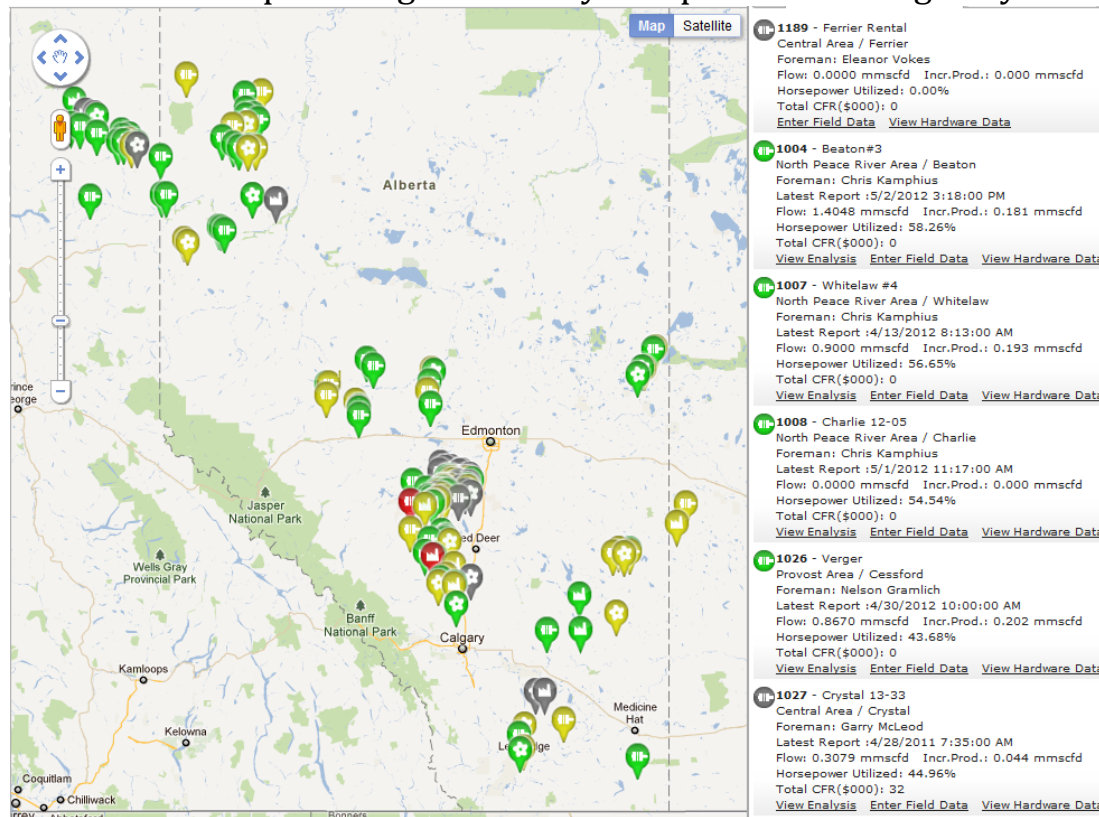 Map Satellite
Alberta
Edmonton
Jasper
National Park
ed Deer
Wells Gray
Provincial Park
Banff
National Park
Calgary
Kamloops
Medicine
Hat
Kelowna
Coquitlam
Chilliwack
rince
eorge
Bonners
1189 - Ferrier Rental
Central Area / Ferrier
Foreman: Eleanor Vokes
Flow: 0.0000 mmscfd Incr.Prod.: 0.000 mmscfd
Horsepower Utilized: 0.00%
Total CFR($000): 0
Enter Field Data View Hardware Data
1004 - Beaton#3
North Peace River Area / Beaton
Foreman: Chris Kamphius
Latest Report :5/2/2012 3:18:00 PM
Flow: 1.4048 mmscfd Incr.Prod.: 0.181 mmscfd
Horsepower Utilized: 58.26%
Total CFR($000): 0
View Enalysis Enter Field Data View Hardware Data
1007 - Whitelaw #4
North Peace River Area / Whitelaw
Foreman: Chris Kamphius
Latest Report :4/13/2012 8:13:00 AM
Flow: 0.9000 mmscfd Incr.Prod.: 0.193 mmscfd
Horsepower Utilized: 56.65%
Total CFR($000): 0
View Enalysis Enter Field Data View Hardware Data
1008 - Charlie 12-05
North Peace River Area / Charlie
Foreman: Chris Kamphius
Latest Report :5/1/2012 11:17:00 AM
Flow: 0.0000 mmscfd Incr.Prod.: 0.000 mmscfd
Horsepower Utilized: 54.54%
Total CFR($000): 0
View Enalysis Enter Field Data View Hardware Data
1026 - Verger
Provost Area / Cessford
Foreman: Nelson Gramlich
Latest Report :4/30/2012 10:00:00 AM
Flow: 0.8670 mmscfd Incr.Prod.: 0.202 mmscfd
Horsepower Utilized: 43.68%
Total CFR($000): 0
View Enalysis Enter Field Data View Hardware Data
1027 - Crystal 13-33
Central Area / Crystal
Foreman: Garry McLeod
Latest Report :4/28/2011 7:35:00 AM
Flow: 0.3079 mmscfd Incr.Prod.: 0.044 mmscfd
Horsepower Utilized: 44.96%
Total CFR($000): 32
View Enalysis Enter Field Data View Hardware Data